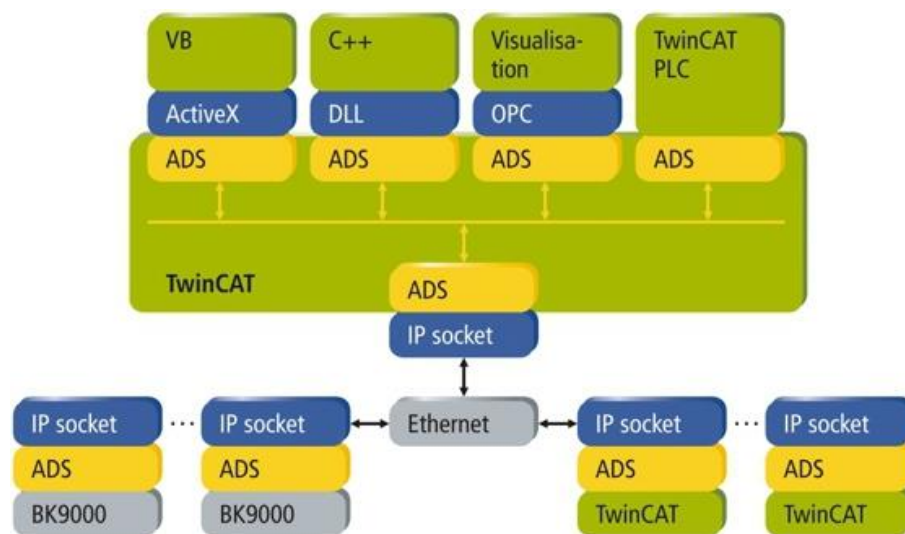 VB
C++
Visualisa-
tion
TwinCAT
PLC
ActiveX
DLL
OPC
ADS
ADS
ADS
ADS
TwinCAT
ADS
IP socket
IP socket
...
IP socket
Ethernet
IP socket
...
IP socket
ADS
ADS
ADS
ADS
BK9000
BK9000
TwinCAT
TwinCAT